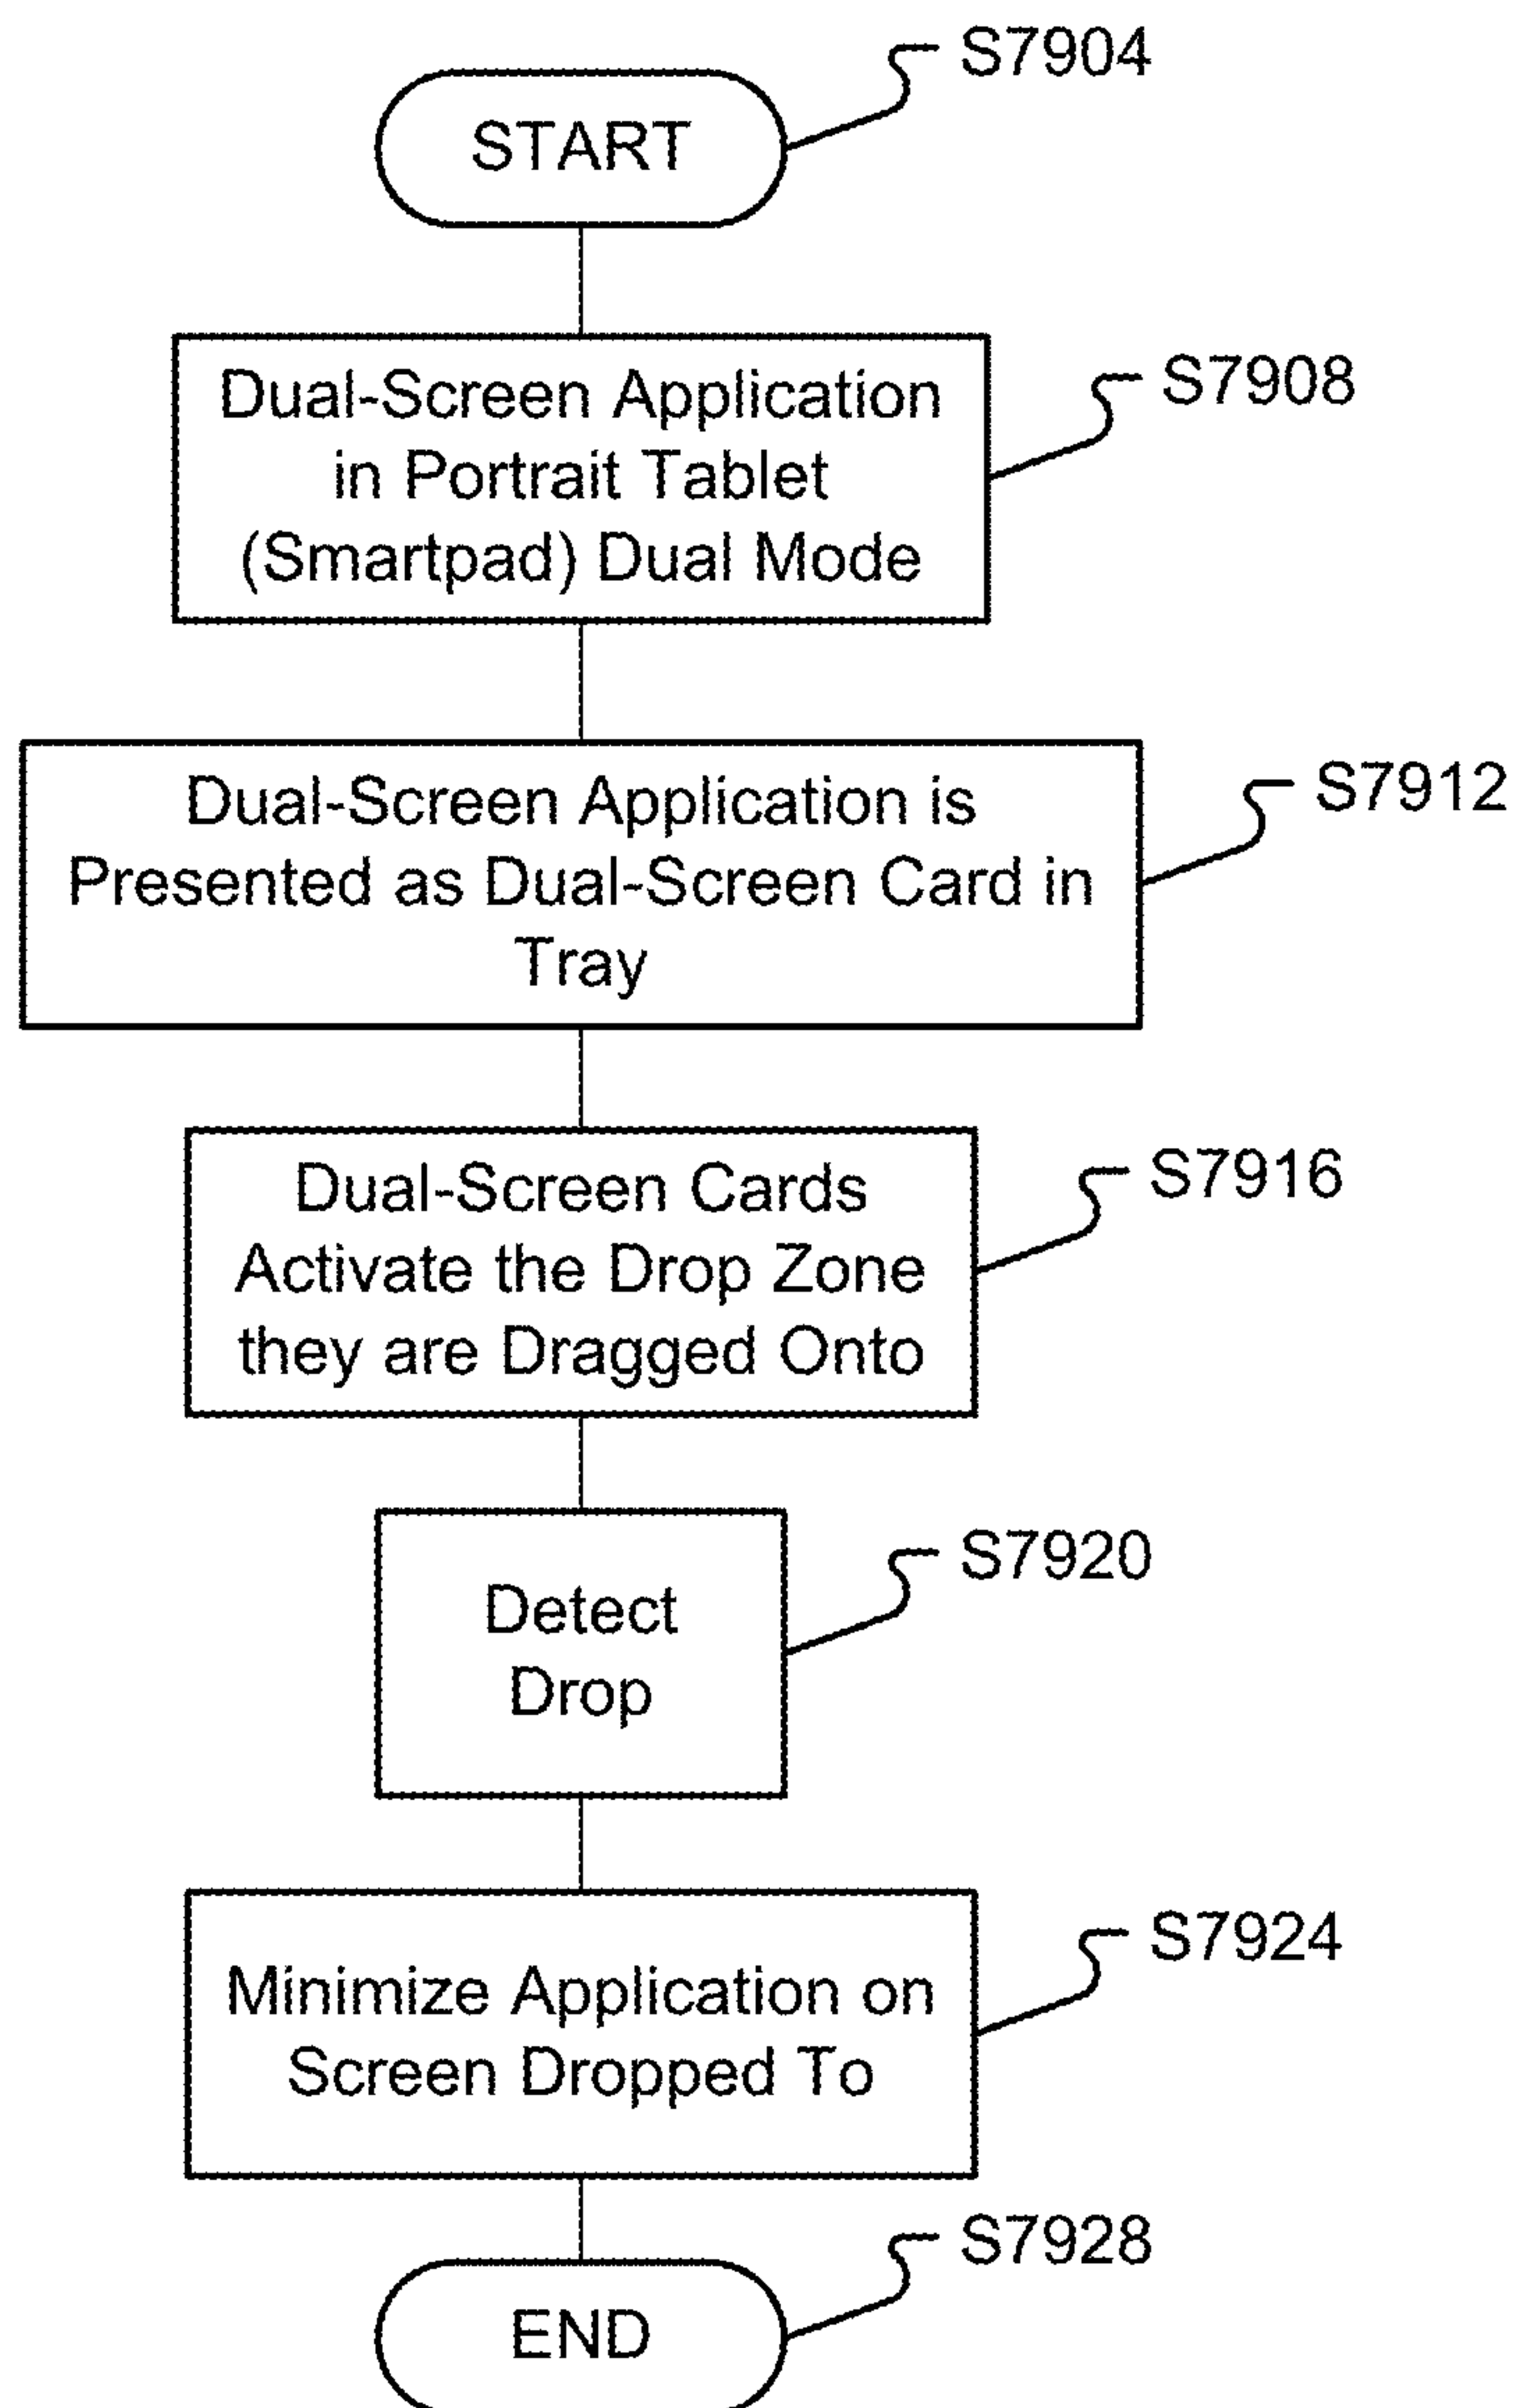 S7904
START
Dual-Screen Application
in Portrait Tablet
(Smartpad) Dual Mode
S7908
Dual-Screen Application is
Presented as Dual-Screen Card in
Tray
S7912
Dual-Screen Cards
Activate the Drop Zone
they are Dragged Onto
S7916
Detect
Drop
S7920
Minimize Application on
Screen Dropped To
S7924
END
S7928